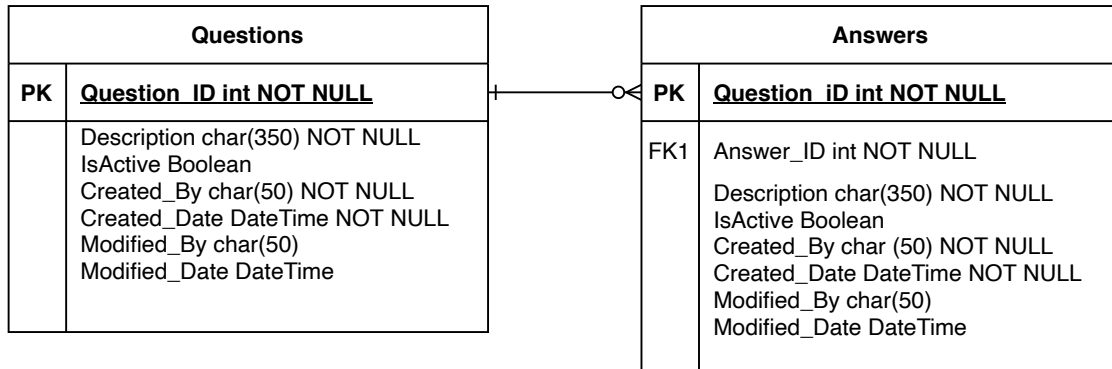 Questions
PK Question_ID int NOT NULL
Description char(350) NOT NULL
IsActive Boolean
Created_By char(50) NOT NULL
Created_Date DateTime NOT NULL
Modified_By char(50)
Modified_Date DateTime
Answers
PK Question_iD int NOT NULL
FK1 Answer_ID int NOT NULL
Description char(350) NOT NULL
IsActive Boolean
Created_By char (50) NOT NULL
Created_Date DateTime NOT NULL
Modified_By char(50)
Modified_Date DateTime